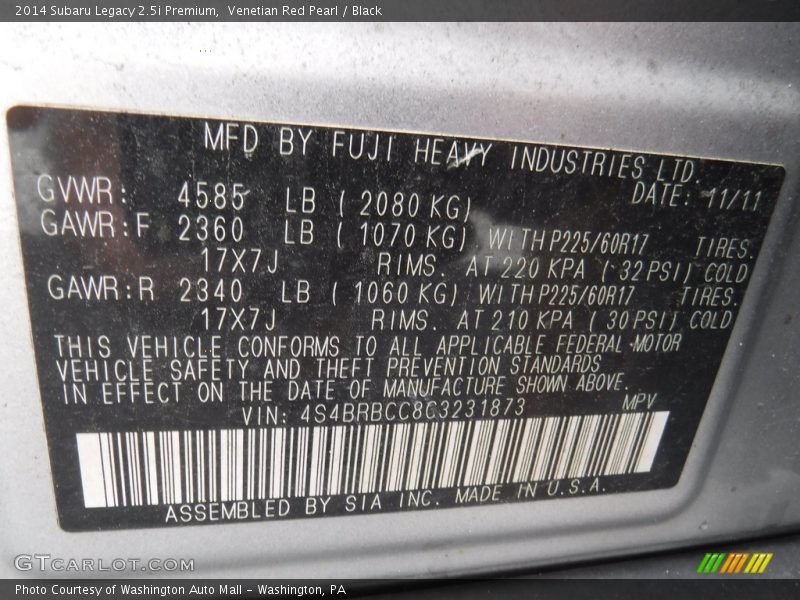 2014 Subaru Legacy 2.5i Premium, Venetian Red Pearl / Black
MFD BY FUJI HEAVY INDUSTRIES LTD.
DATE: 11/11
GVWR: 4585 LB ( 2080 KG)
GAWR:F 2360 LB ( 1070 KG) WITH P225/60R17 TIRES.
17X7J RIMS. AT 220 KPA ( 32 PSI) COLD
GAWR:R 2340 LB ( 1060 KG) WITH P225/60R17 TIRES.
17X7J RIMS. AT 210 KPA ( 30 PSI) COLD
THIS VEHICLE CONFORMS TO ALL APPLICABLE FEDERAL MOTOR
VEHICLE SAFETY AND THEFT PREVENTION STANDARDS
IN EFFECT ON THE DATE OF MANUFACTURE SHOWN ABOVE.
VIN: 4S4BRBCC8C3231873 MPV
ASSEMBLED BY SIA INC. MADE IN U.S.A.
GTCARLOT.COM
Photo Courtesy of Washington Auto Mall - Washington, PA